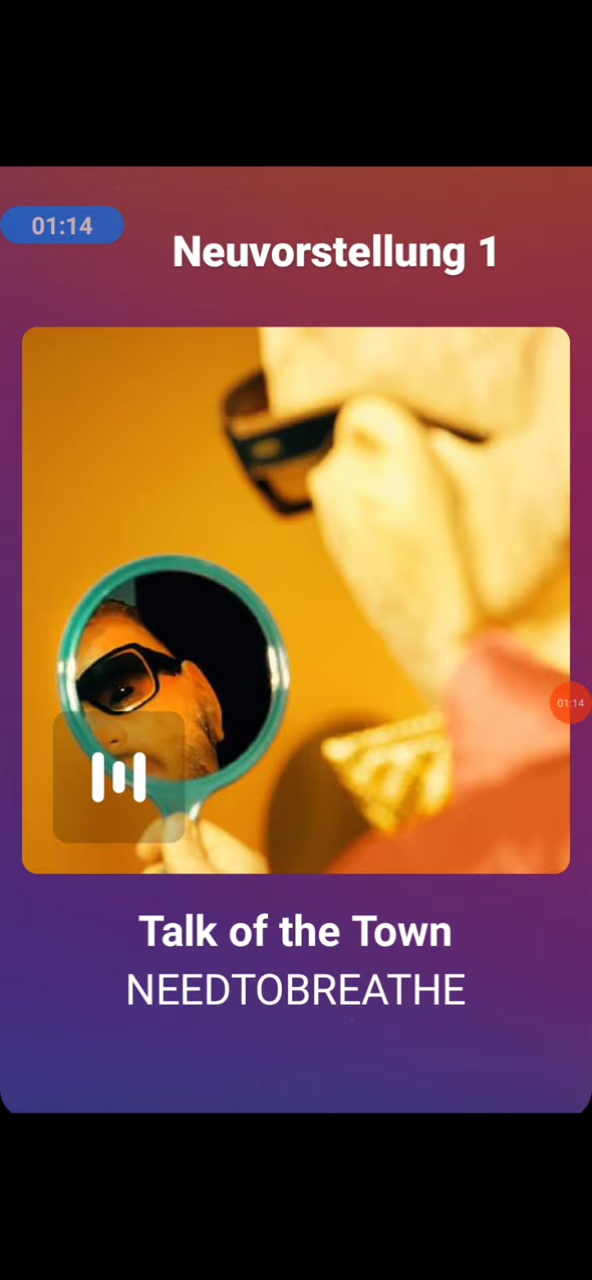 01:14
Neuvorstellung 1
01:14
Talk of the Town
NEEDTOBREATHE